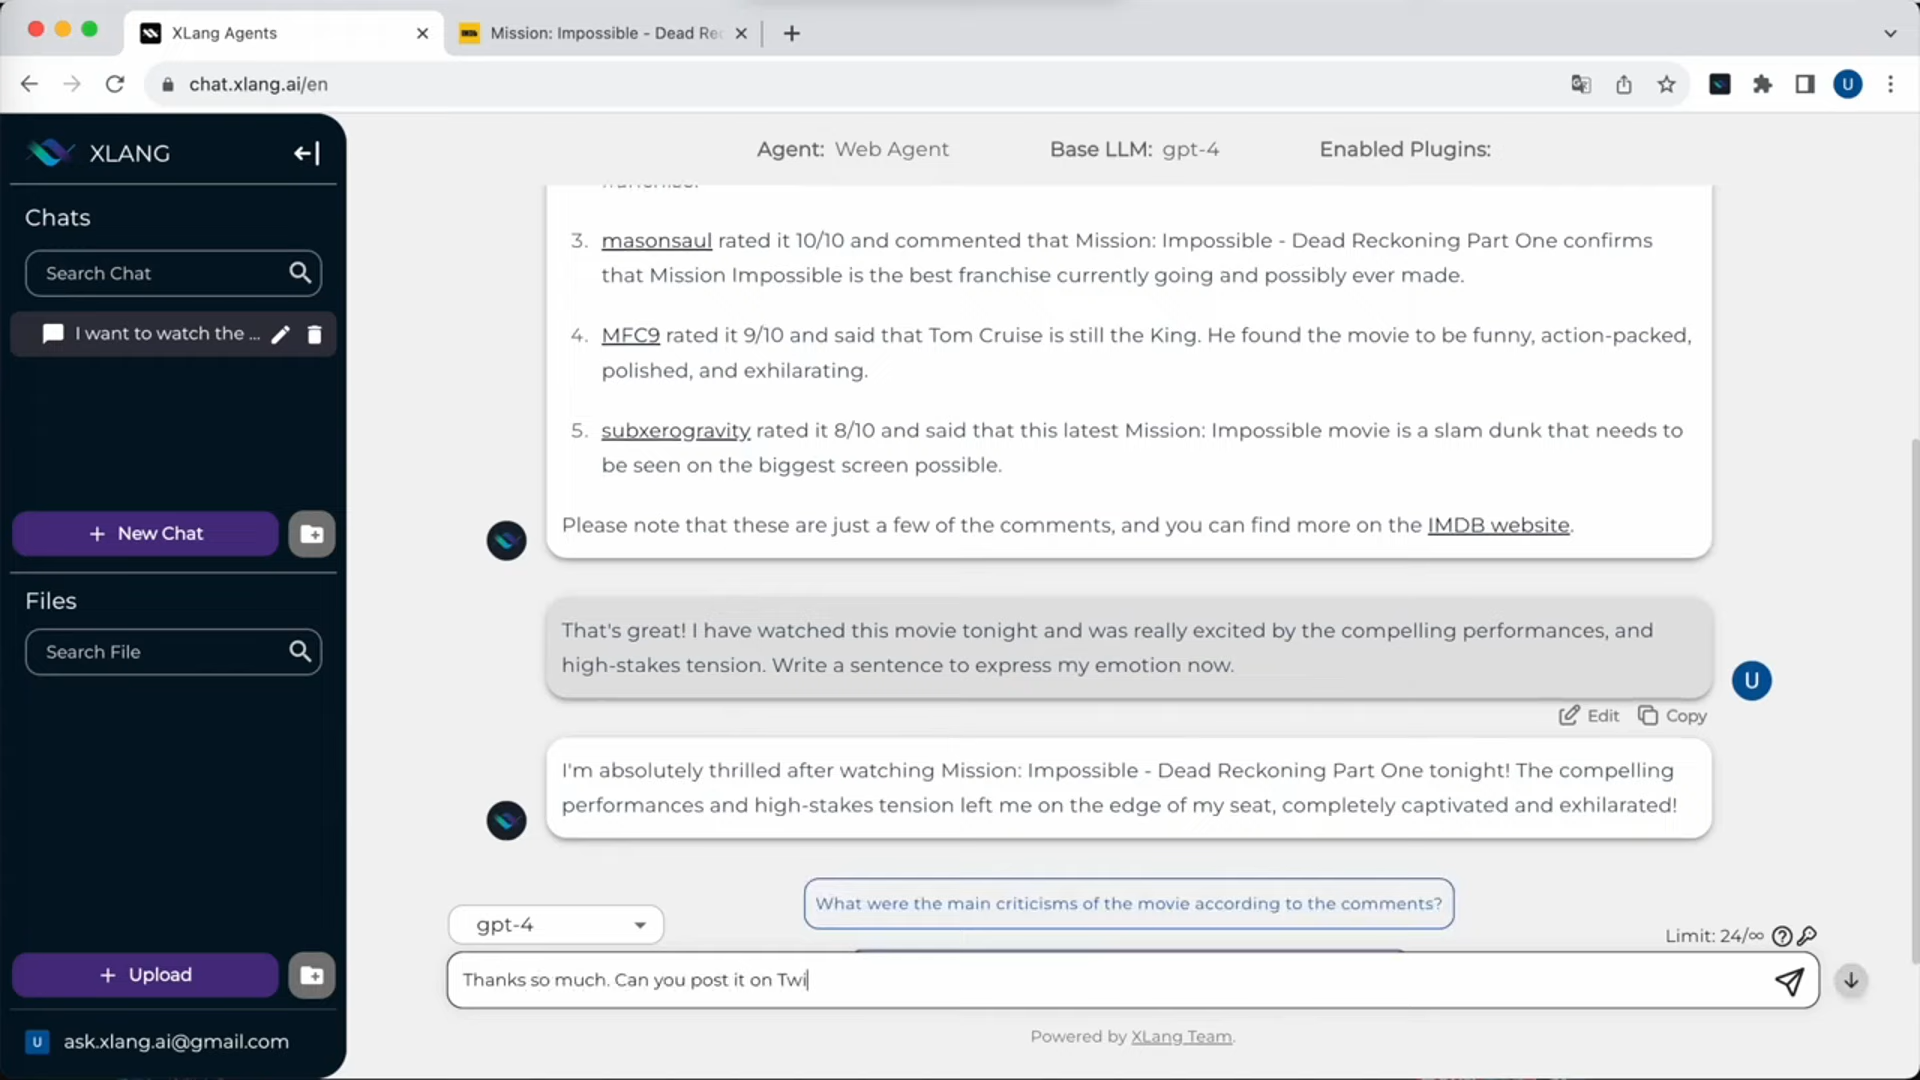 XLang Agents
Mission: Impossible - Dead Rec
chat.xlang.ai/en
U
XLANG
Chats
Search Chat
I want to watch the ...
+ New Chat
Files
Search File
+ Upload
U ask.xlang.ai@gmail.com
Agent: Web Agent Base LLM: gpt-4 Enabled Plugins:
franchise.
3. masonsaul rated it 10/10 and commented that Mission: Impossible - Dead Reckoning Part One confirms
that Mission Impossible is the best franchise currently going and possibly ever made.
4. MFC9 rated it 9/10 and said that Tom Cruise is still the King. He found the movie to be funny, action-packed,
polished, and exhilarating.
5. subxerogravity rated it 8/10 and said that this latest Mission: Impossible movie is a slam dunk that needs to
be seen on the biggest screen possible.
Please note that these are just a few of the comments, and you can find more on the IMDB website.
That's great! I have watched this movie tonight and was really excited by the compelling performances, and
high-stakes tension. Write a sentence to express my emotion now.
U
Edit Copy
I'm absolutely thrilled after watching Mission: Impossible - Dead Reckoning Part One tonight! The compelling
performances and high-stakes tension left me on the edge of my seat, completely captivated and exhilarated!
What were the main criticisms of the movie according to the comments?
gpt-4
Limit: 24/∞
Thanks so much. Can you post it on Twi
Powered by XLang Team.